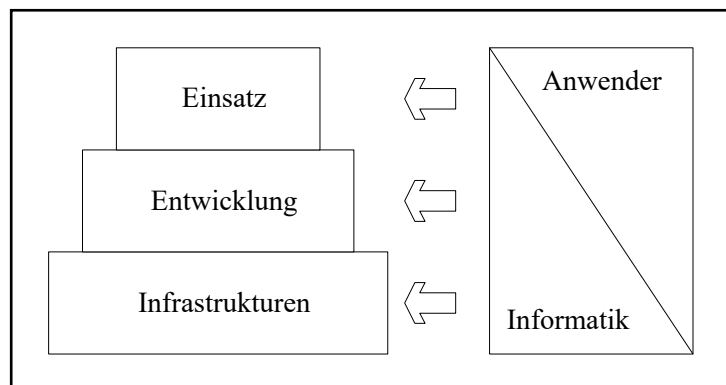 Einsatz
Anwender
Entwicklung
Infrastrukturen
Informatik